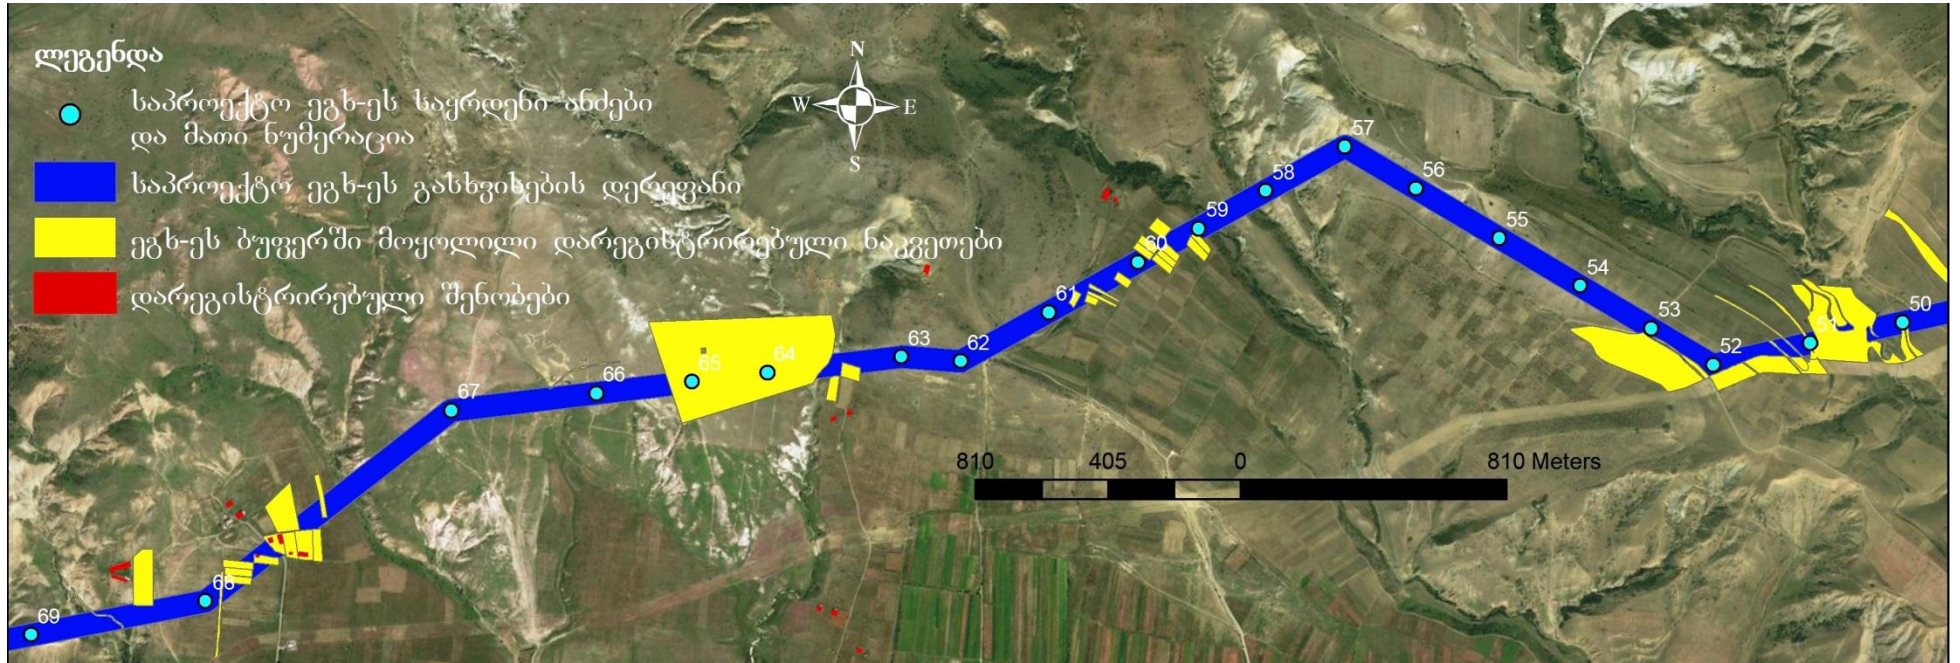 ლეგენდა
საპროექტო ეგხ-ეს საყრდენი ანძები
და მათი ნუმერაცია
საპროექტო ეგხ-ეს გასხვისების დერეფანი
ეგხ-ეს ბუფერში მოყოლილი დარეგისტრირებული ნაკვეთები
დარეგისტრირებული შენობები
N
W E
S
57
56
58
59
55
60
54
61
53
50
51
52
63
62
64
65
66
67
810 405 0 810 Meters
68
69